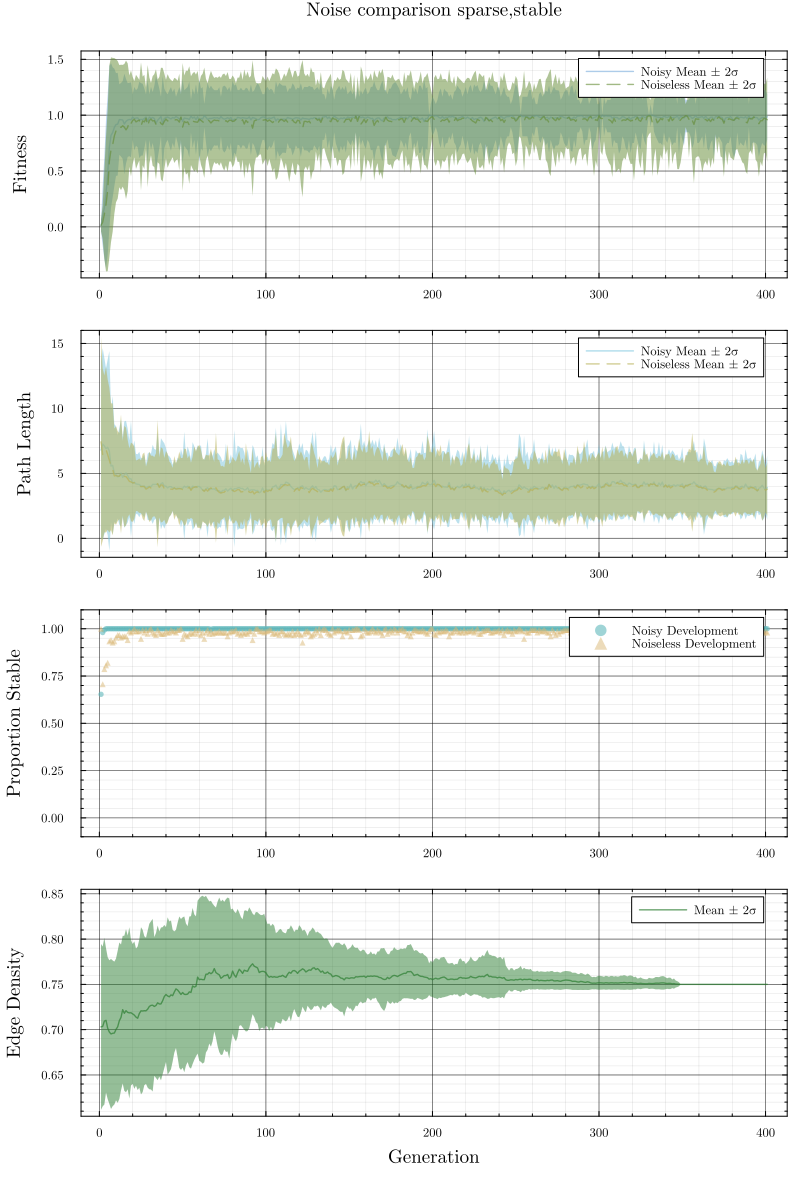 Noise comparison sparse,stable
1.5
1.0
0.5
0.0
Fitness
Noisy Mean ± 2σ
Noiseless Mean ± 2σ
0 100 200 300 400
15
10
5
0
Path Length
Noisy Mean ± 2σ
Noiseless Mean ± 2σ
0 100 200 300 400
1.00
0.75
0.50
0.25
0.00
Proportion Stable
Noisy Development
Noiseless Development
0 100 200 300 400
0.85
0.80
0.75
0.70
0.65
Edge Density
Mean ± 2σ
0 100 200 300 400
Generation